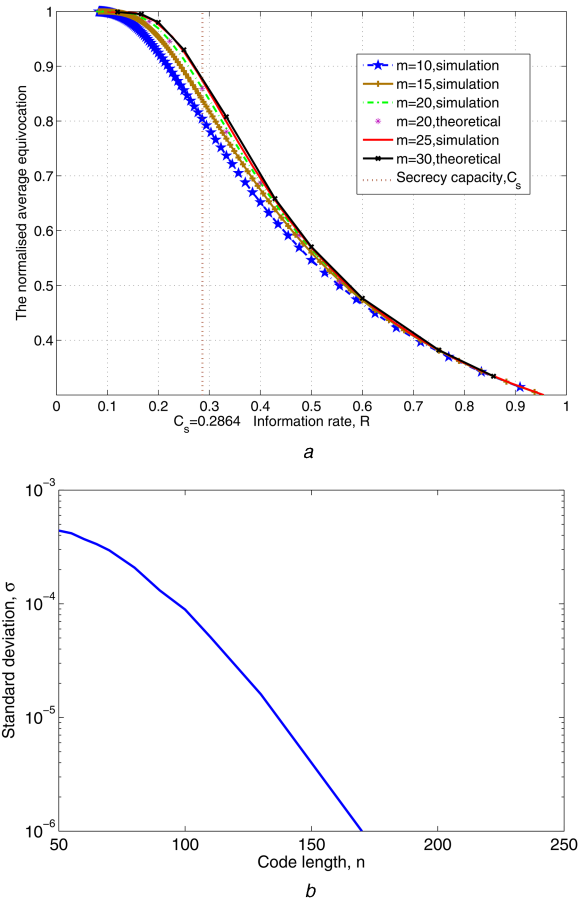 The normalised average equivocation
1
0.9
0.8
0.7
0.6
0.5
0.4
m=10,simulation
m=15,simulation
m=20,simulation
m=20,theoretical
m=25,simulation
m=30,theoretical
Secrecy capacity,Cs
0 0.1 0.2 0.3 0.4 0.5 0.6 0.7 0.8 0.9 1
Cs=0.2864 Information rate, R
a
Standard deviation, σ
10−3
10−4
10−5
10−6
50 100 150 200 250
Code length, n
b